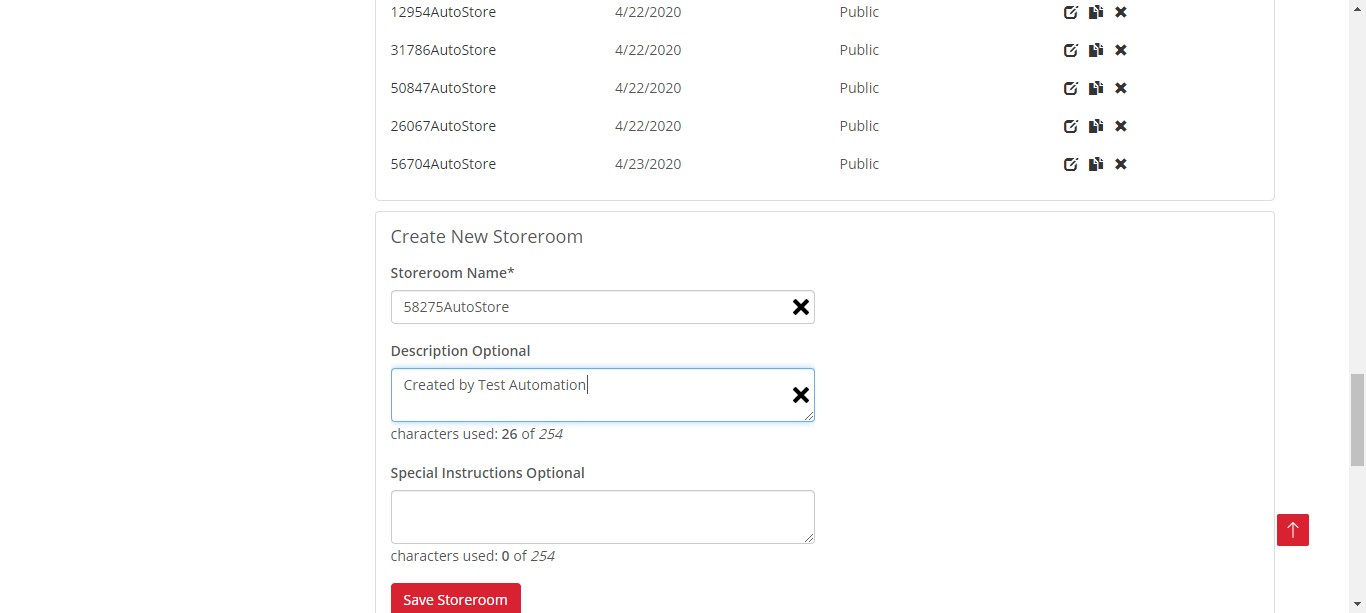 12954AutoStore 4/22/2020 Public
31786AutoStore 4/22/2020 Public
50847AutoStore 4/22/2020 Public
26067AutoStore 4/22/2020 Public
56704AutoStore 4/23/2020 Public
Create New Storeroom
Storeroom Name*
58275AutoStore
Description Optional
Created by Test Automation
characters used: 26 of 254
Special Instructions Optional
characters used: 0 of 254
Save Storeroom